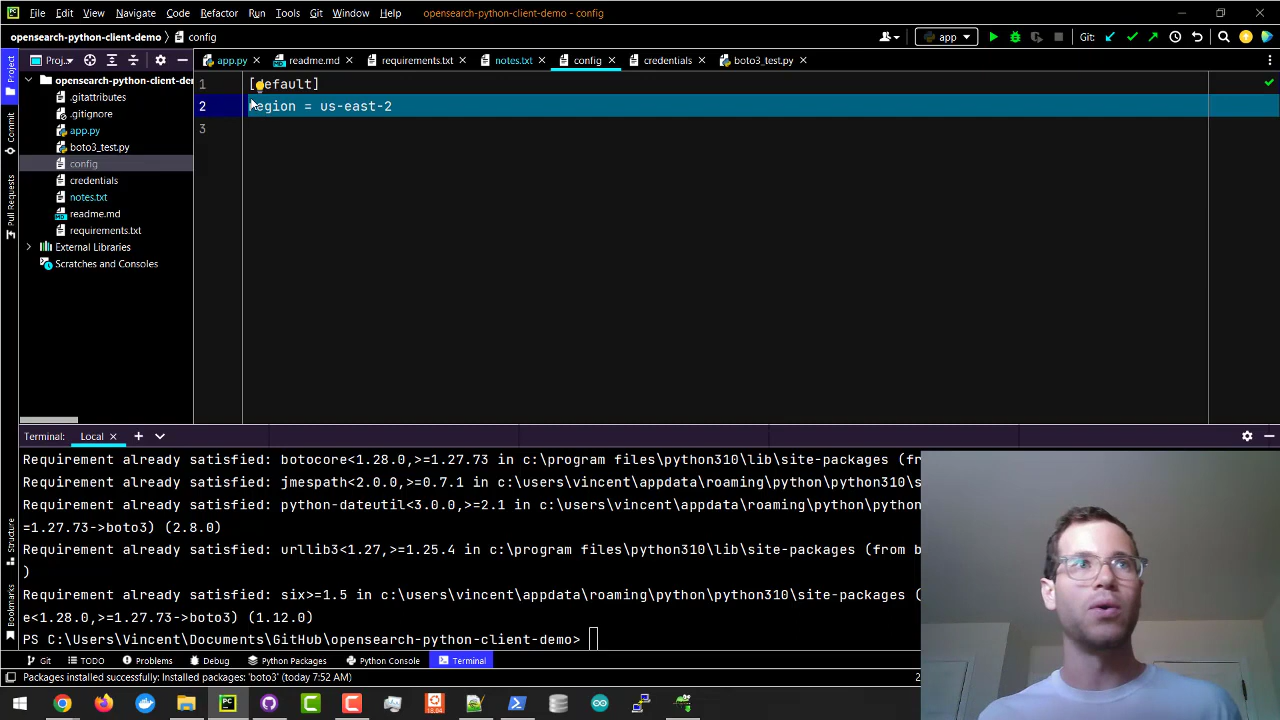 File Edit View Navigate Code Refactor Run Tools Git Window Help opensearch-python-client-demo - config
opensearch-python-client-demo config app Git:
Proj... app.py readme.md requirements.txt notes.txt config credentials boto3_test.py
Project
Commit
Pull Requests
Structure
Bookmarks
opensearch-python-client-de
.gitattributes
.gitignore
app.py
boto3_test.py
config
credentials
notes.txt
readme.md
requirements.txt
External Libraries
Scratches and Consoles
1 [default]
2 region = us-east-2
3
Terminal: Local
Requirement already satisfied: botocore<1.28.0,>=1.27.73 in c:\program files\python310\lib\site-packages (fro
Requirement already satisfied: jmespath<2.0.0,>=0.7.1 in c:\users\vincent\appdata\roaming\python\python310\s
Requirement already satisfied: python-dateutil<3.0.0,>=2.1 in c:\users\vincent\appdata\roaming\python\python
=1.27.73->boto3) (2.8.0)
Requirement already satisfied: urllib3<1.27,>=1.25.4 in c:\program files\python310\lib\site-packages (from b
)
Requirement already satisfied: six>=1.5 in c:\users\vincent\appdata\roaming\python\python310\site-packages (
e<1.28.0,>=1.27.73->boto3) (1.12.0)
PS C:\Users\Vincent\Documents\GitHub\opensearch-python-client-demo>
Git TODO Problems Debug Python Packages Python Console Terminal
Packages installed successfully: Installed packages: 'boto3' (today 7:52 AM) 2